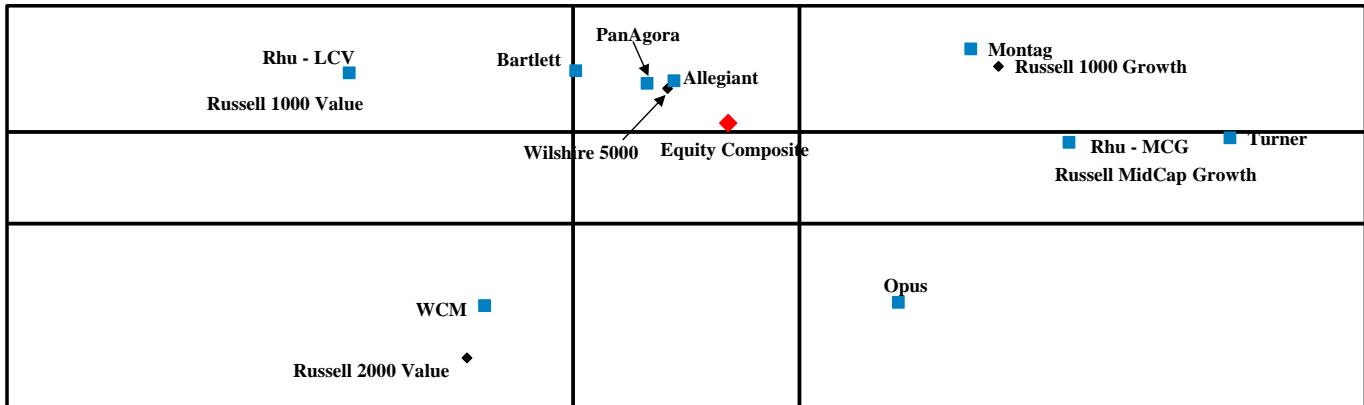 PanAgora
Montag
Rhu - LCV
Bartlett
Russell 1000 Growth
Allegiant
Russell 1000 Value
Turner
Rhu - MCG
Equity Composite
Wilshire 5000
Russell MidCap Growth
Opus
WCM
Russell 2000 Value